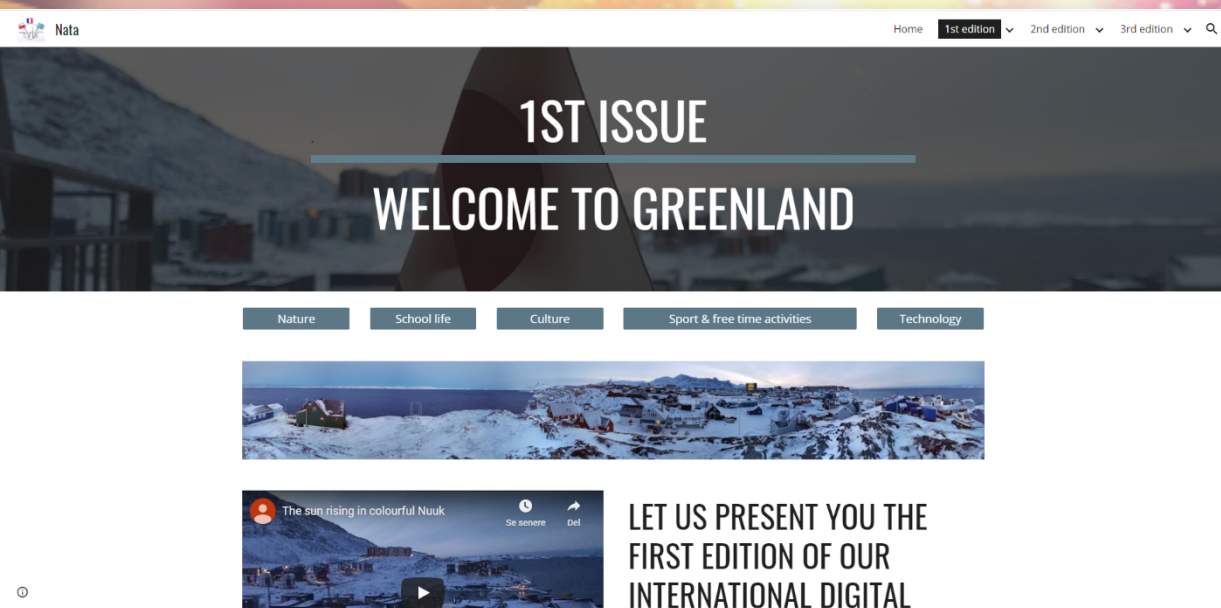 Nata
Home 1st edition 2nd edition 3rd edition
1ST ISSUE
WELCOME TO GREENLAND
Nature School life Culture Sport & free time activities Technology
The sun rising in colourful Nuuk
Se senere Del
LET US PRESENT YOU THE
FIRST EDITION OF OUR
INTERNATIONAL DIGITAL